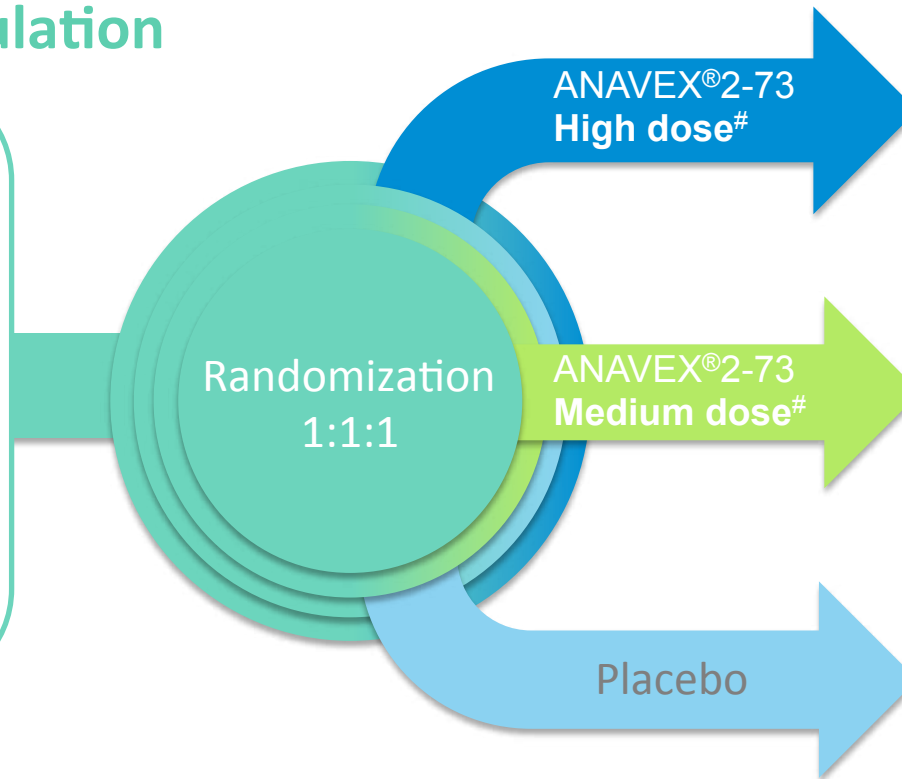 ulation
ANAVEX®2-73
High dose#
Randomization
1:1:1
ANAVEX®2-73
Medium dose#
Placebo